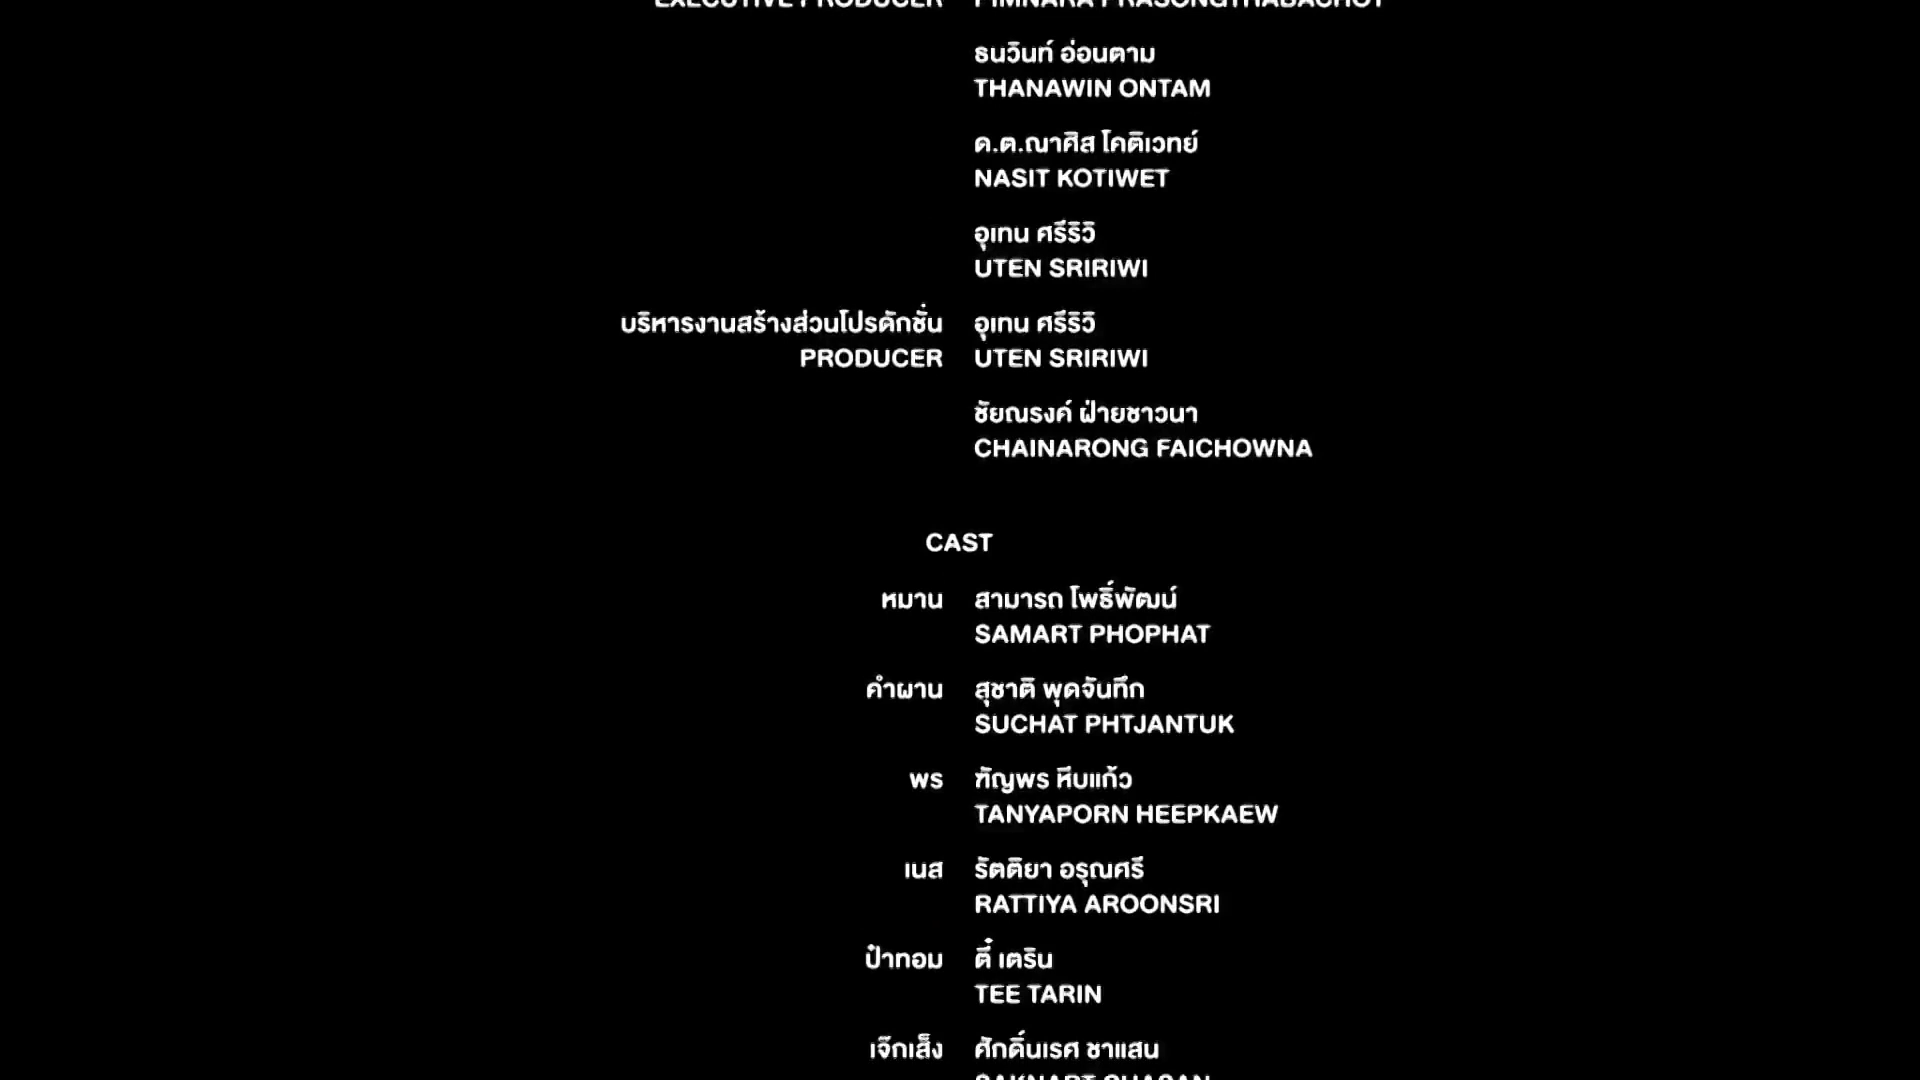 EXECUTIVE PRODUCER PIMNARA PRASONGTHABACHOT
ธนวินท์ อ่อนตาม
THANAWIN ONTAM
ด.ต.ณาศิส โคติเวทย์
NASIT KOTIWET
อุเทน ศรีริวิ
UTEN SRIRIWI
บริหารงานสร้างส่วนโปรดักชั่น อุเทน ศรีริวิ
PRODUCER UTEN SRIRIWI
ชัยณรงค์ ฝ่ายชาวนา
CHAINARONG FAICHOWNA
CAST
หมาน สามารถ โพธิ์พัฒน์
SAMART PHOPHAT
คำผาน สุชาติ พุดจันทึก
SUCHAT PHTJANTUK
พร ฑัญพร หีบแก้ว
TANYAPORN HEEPKAEW
เนส รัตติยา อรุณศรี
RATTIYA AROONSRI
ป๋าทอม ตี๋ เตริน
TEE TARIN
เจ๊กเส็ง ศักดิ์นเรศ ชาแสน